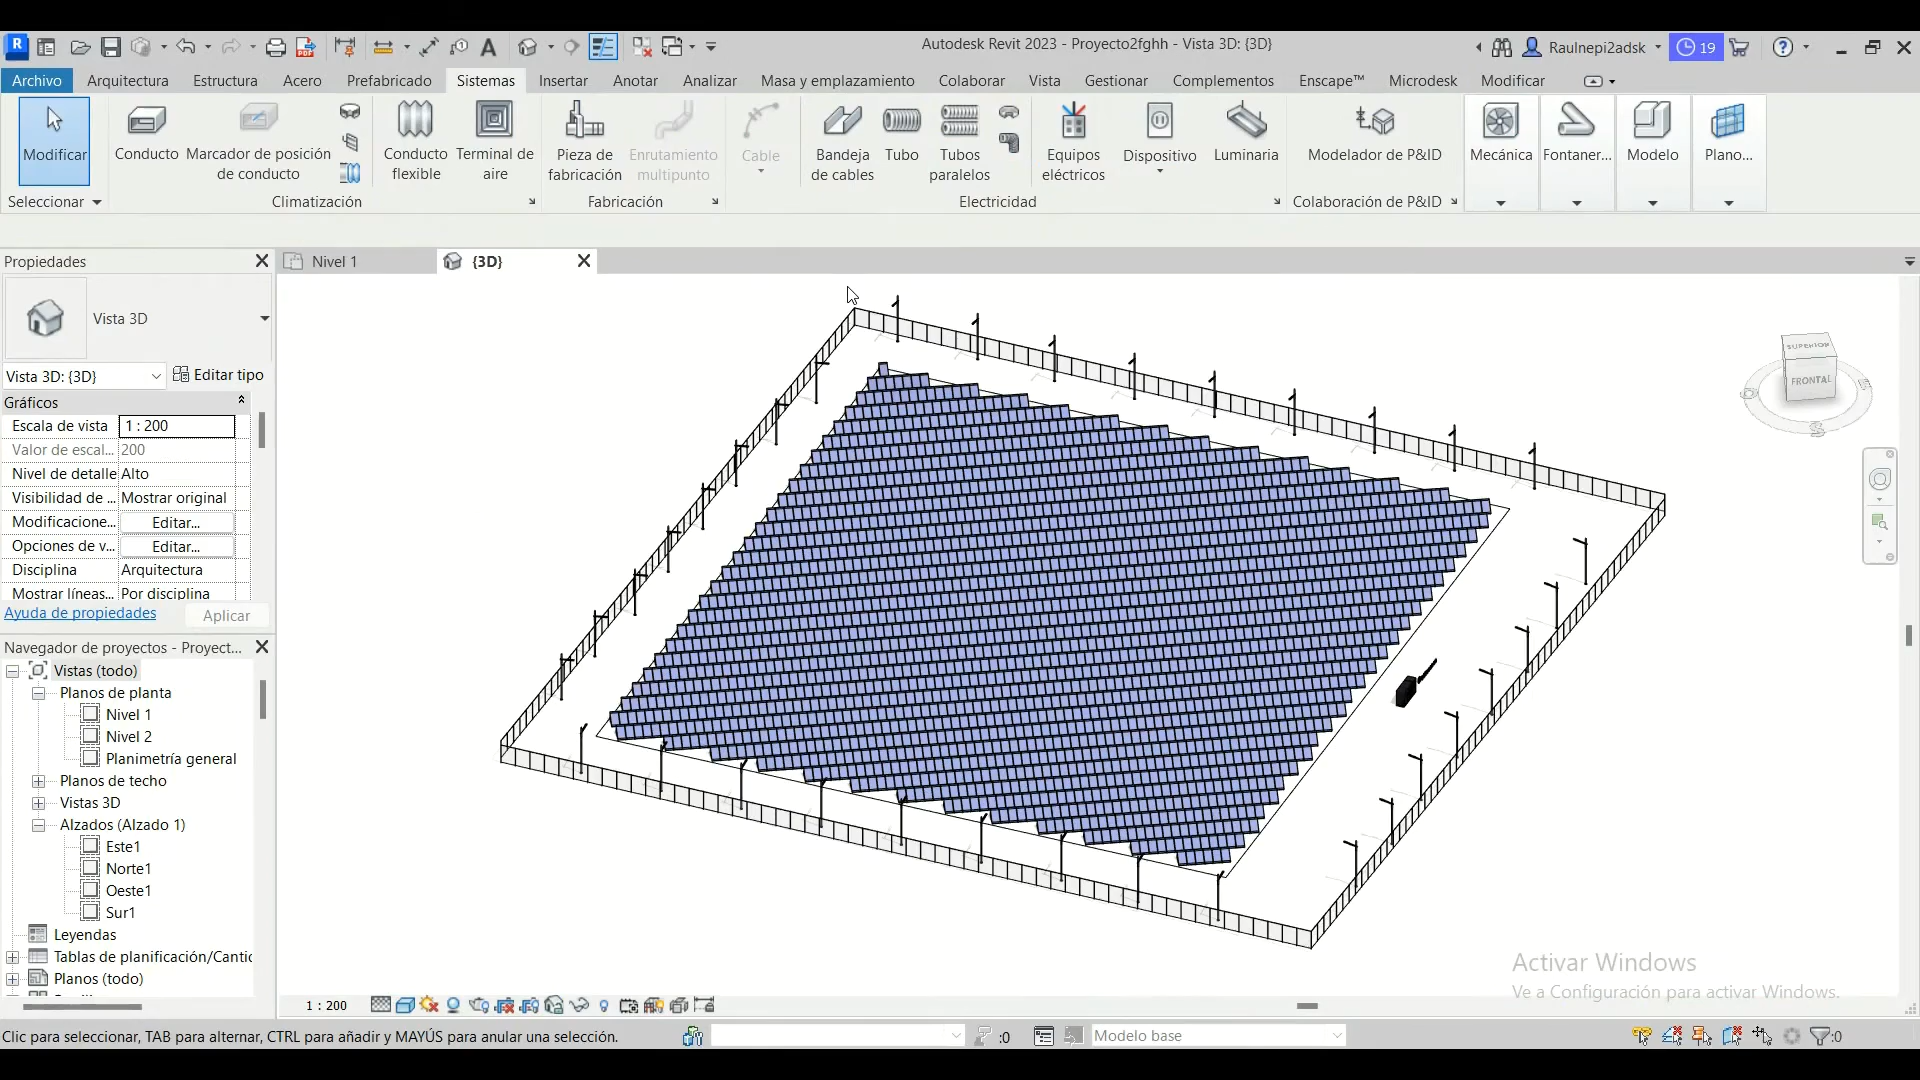 R
Autodesk Revit 2023 - Proyecto2fghh - Vista 3D: {3D}
Raulnepi2adsk
19
Archivo Arquitectura Estructura Acero Prefabricado Sistemas Insertar Anotar Analizar Masa y emplazamiento Colaborar Vista Gestionar Complementos Enscape™ Microdesk Modificar
Modificar
Conducto
Marcador de posición
de conducto
Conducto
flexible
Terminal de
aire
Pieza de
fabricación
Enrutamiento
multipunto
Cable
Bandeja
de cables
Tubo
Tubos
paralelos
Equipos
eléctricos
Dispositivo
Luminaria
Modelador de P&ID
Mecánica
Fontaner...
Modelo
Plano...
Seleccionar
Climatización
Fabricación
Electricidad
Colaboración de P&ID
Propiedades
Nivel 1
{3D}
Vista 3D
Vista 3D: {3D}
Editar tipo
Gráficos
Escala de vista 1 : 200
Valor de escal... 200
Nivel de detalle Alto
Visibilidad de ... Mostrar original
Modificacione... Editar...
Opciones de v... Editar...
Disciplina Arquitectura
Mostrar líneas... Por disciplina
Ayuda de propiedades
Aplicar
Navegador de proyectos - Proyect...
Vistas (todo)
Planos de planta
Nivel 1
Nivel 2
Planimetría general
Planos de techo
Vistas 3D
Alzados (Alzado 1)
Este1
Norte1
Oeste1
Sur1
Leyendas
Tablas de planificación/Cantic
Planos (todo)
SUPERIOR
FRONTAL
O
S
Activar Windows
Ve a Configuración para activar Windows.
1 : 200
Clic para seleccionar, TAB para alternar, CTRL para añadir y MAYÚS para anular una selección.
:0
Modelo base
:0